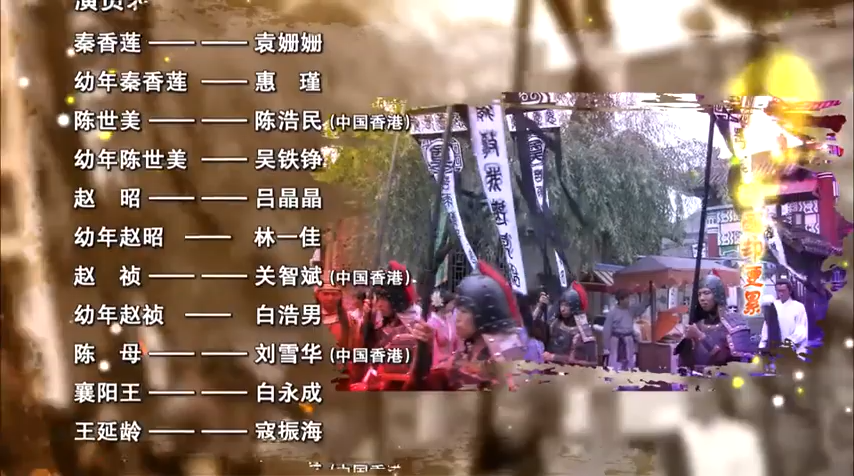 秦香莲 —— —— 袁姗姗
幼年秦香莲 —— 惠 瑾
陈世美 —— —— 陈浩民(中国香港)
幼年陈世美 —— 吴铁铮
赵 昭 —— —— 吕晶晶
幼年赵昭 —— 林一佳
赵 祯 —— —— 关智斌(中国香港)
幼年赵祯 —— 白浩男
陈 母 —— —— 刘雪华(中国香港)
襄阳王 —— —— 白永成
王延龄 —— —— 寇振海